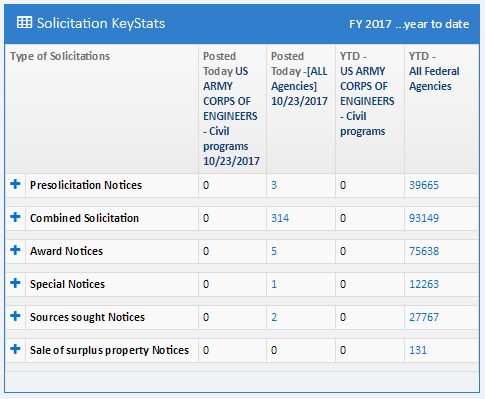 Solicitation KeyStats FY 2017 ...year to date
Type of Solicitations Posted Posted YTD - YTD -
Today US Today -[ALL US ARMY All Federal
ARMY Agencies] CORPS OF Agencies
CORPS OF 10/23/2017 ENGINEERS
ENGINEERS - Civil
- Civil programs
programs
10/23/2017
Presolicitation Notices 0 3 0 39665
Combined Solicitation 0 314 0 93149
Award Notices 0 5 0 75638
Special Notices 0 1 0 12263
Sources sought Notices 0 2 0 27767
Sale of surplus property Notices 0 0 0 131